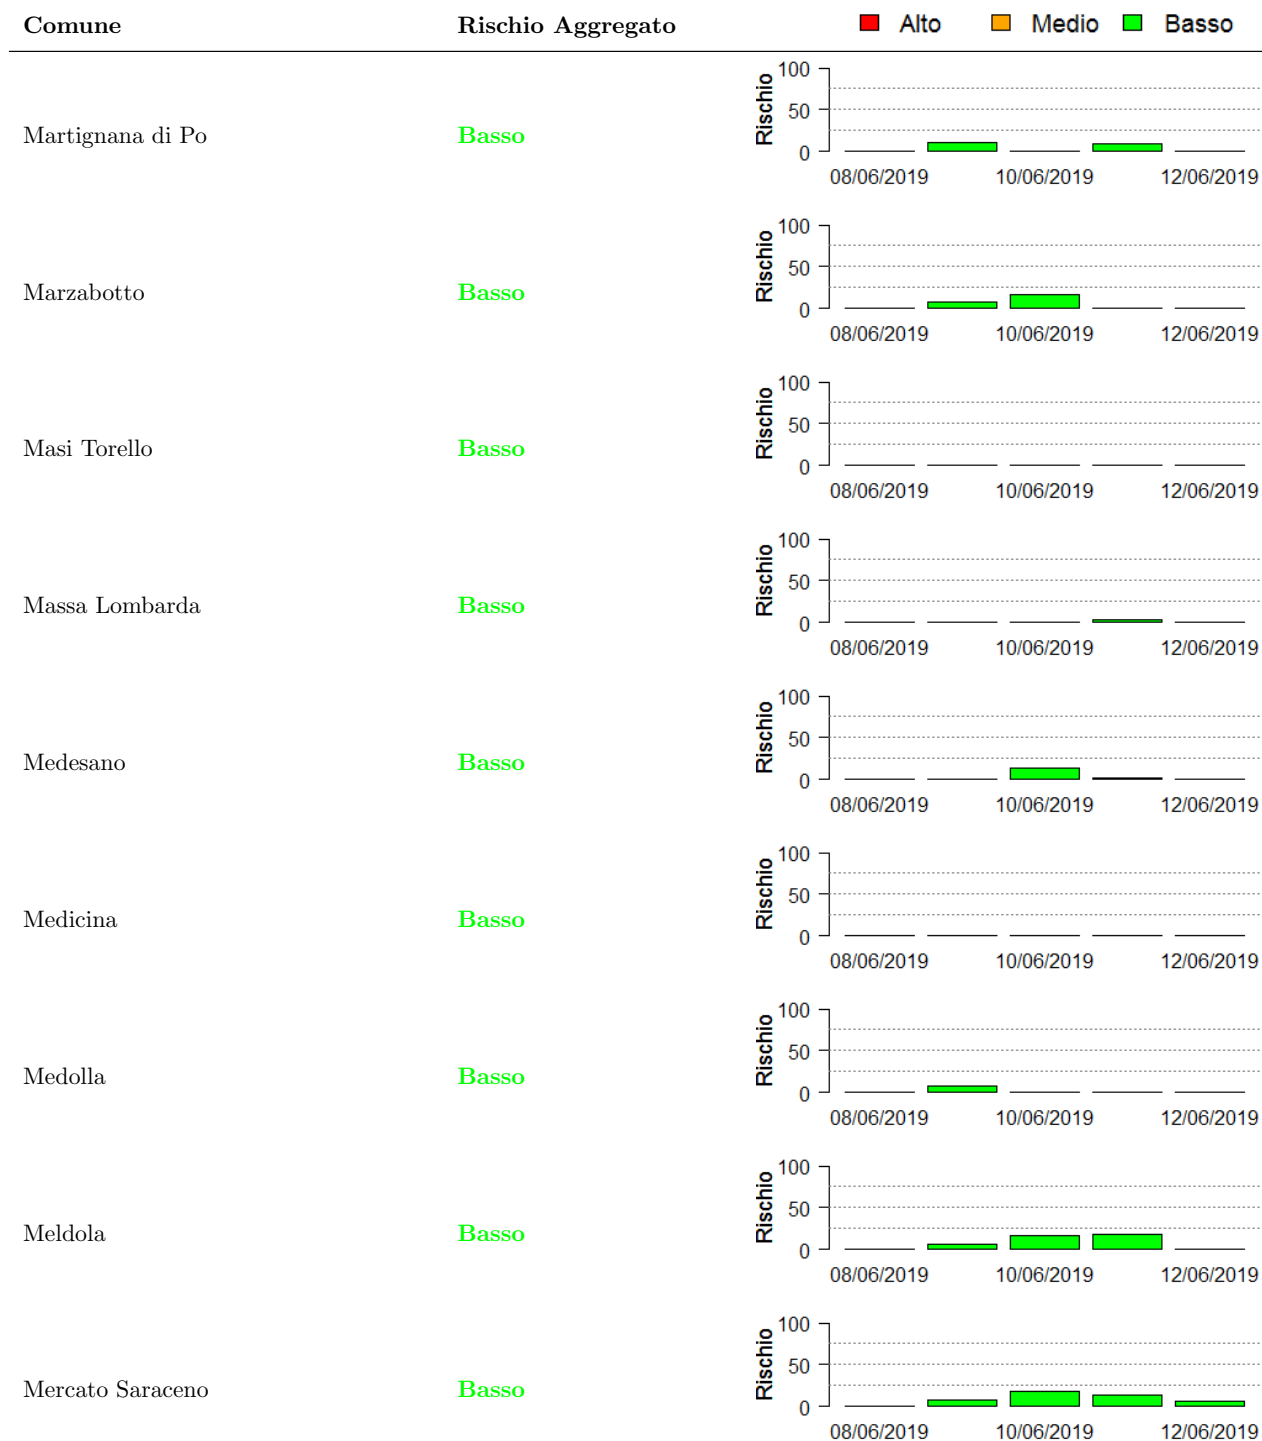 Comune Rischio Aggregato Alto Medio Basso
Martignana di Po Basso Rischio 100 50 0
08/06/2019 10/06/2019 12/06/2019
Marzabotto Basso Rischio 100 50 0
08/06/2019 10/06/2019 12/06/2019
Masi Torello Basso Rischio 100 50 0
08/06/2019 10/06/2019 12/06/2019
Massa Lombarda Basso Rischio 100 50 0
08/06/2019 10/06/2019 12/06/2019
Medesano Basso Rischio 100 50 0
08/06/2019 10/06/2019 12/06/2019
Medicina Basso Rischio 100 50 0
08/06/2019 10/06/2019 12/06/2019
Medolla Basso Rischio 100 50 0
08/06/2019 10/06/2019 12/06/2019
Meldola Basso Rischio 100 50 0
08/06/2019 10/06/2019 12/06/2019
Mercato Saraceno Basso Rischio 100 50 0
08/06/2019 10/06/2019 12/06/2019